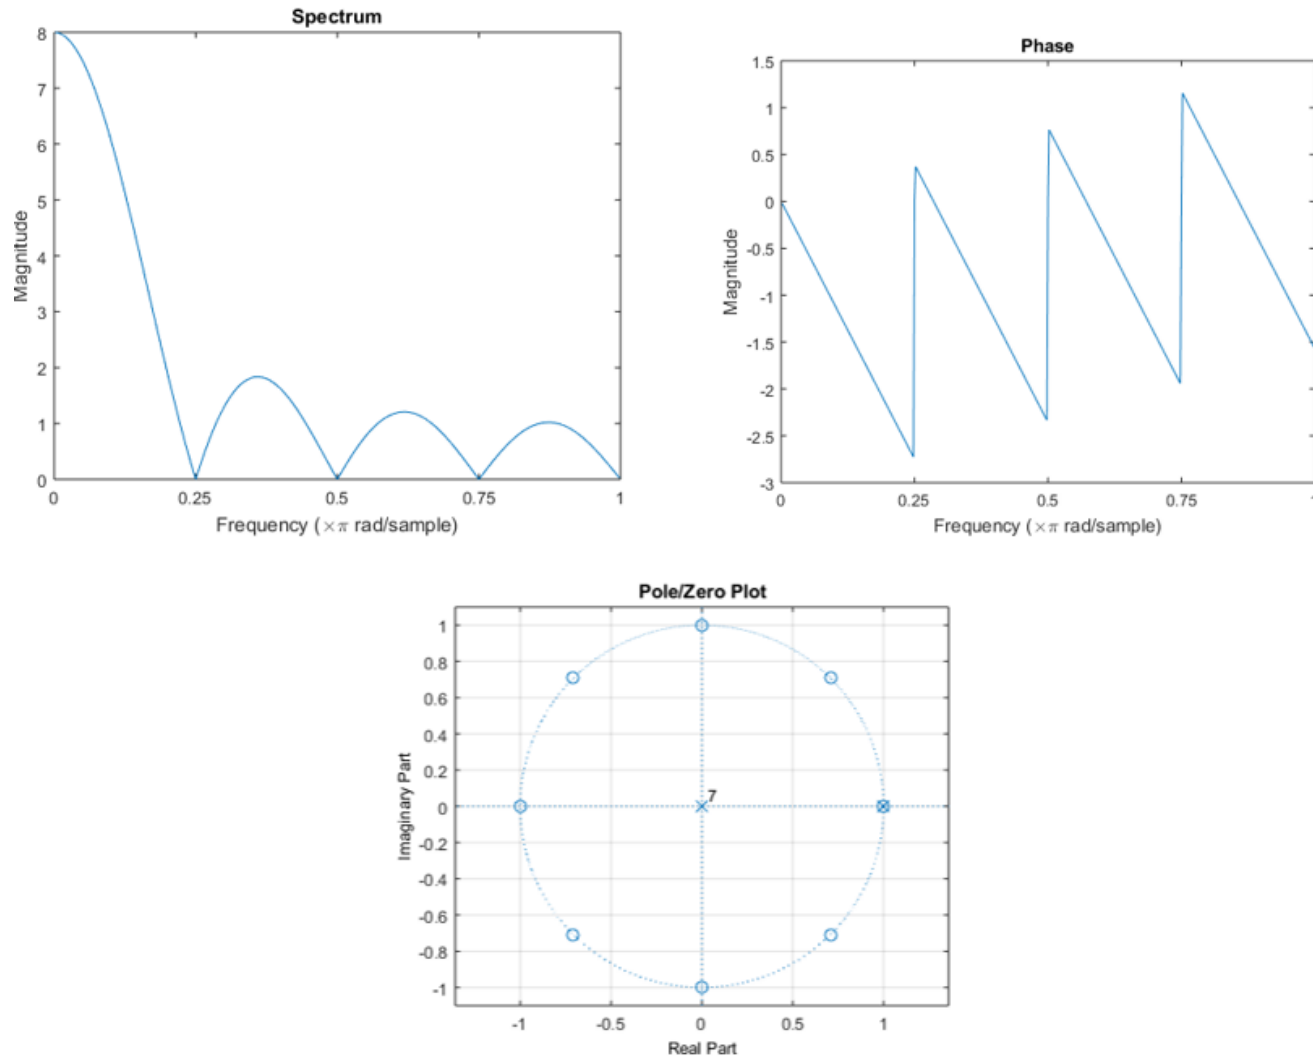 Spectrum
8
7
6
5
4
3
2
1
0
Magnitude
0 0.25 0.5 0.75 1
Frequency (×π rad/sample)
Phase
1.5
1
0.5
0
-0.5
-1
-1.5
-2
-2.5
-3
Magnitude
0 0.25 0.5 0.75 1
Frequency (×π rad/sample)
Pole/Zero Plot
1
0.8
0.6
0.4
0.2
0
-0.2
-0.4
-0.6
-0.8
-1
Imaginary Part
7
-1 -0.5 0 0.5 1
Real Part